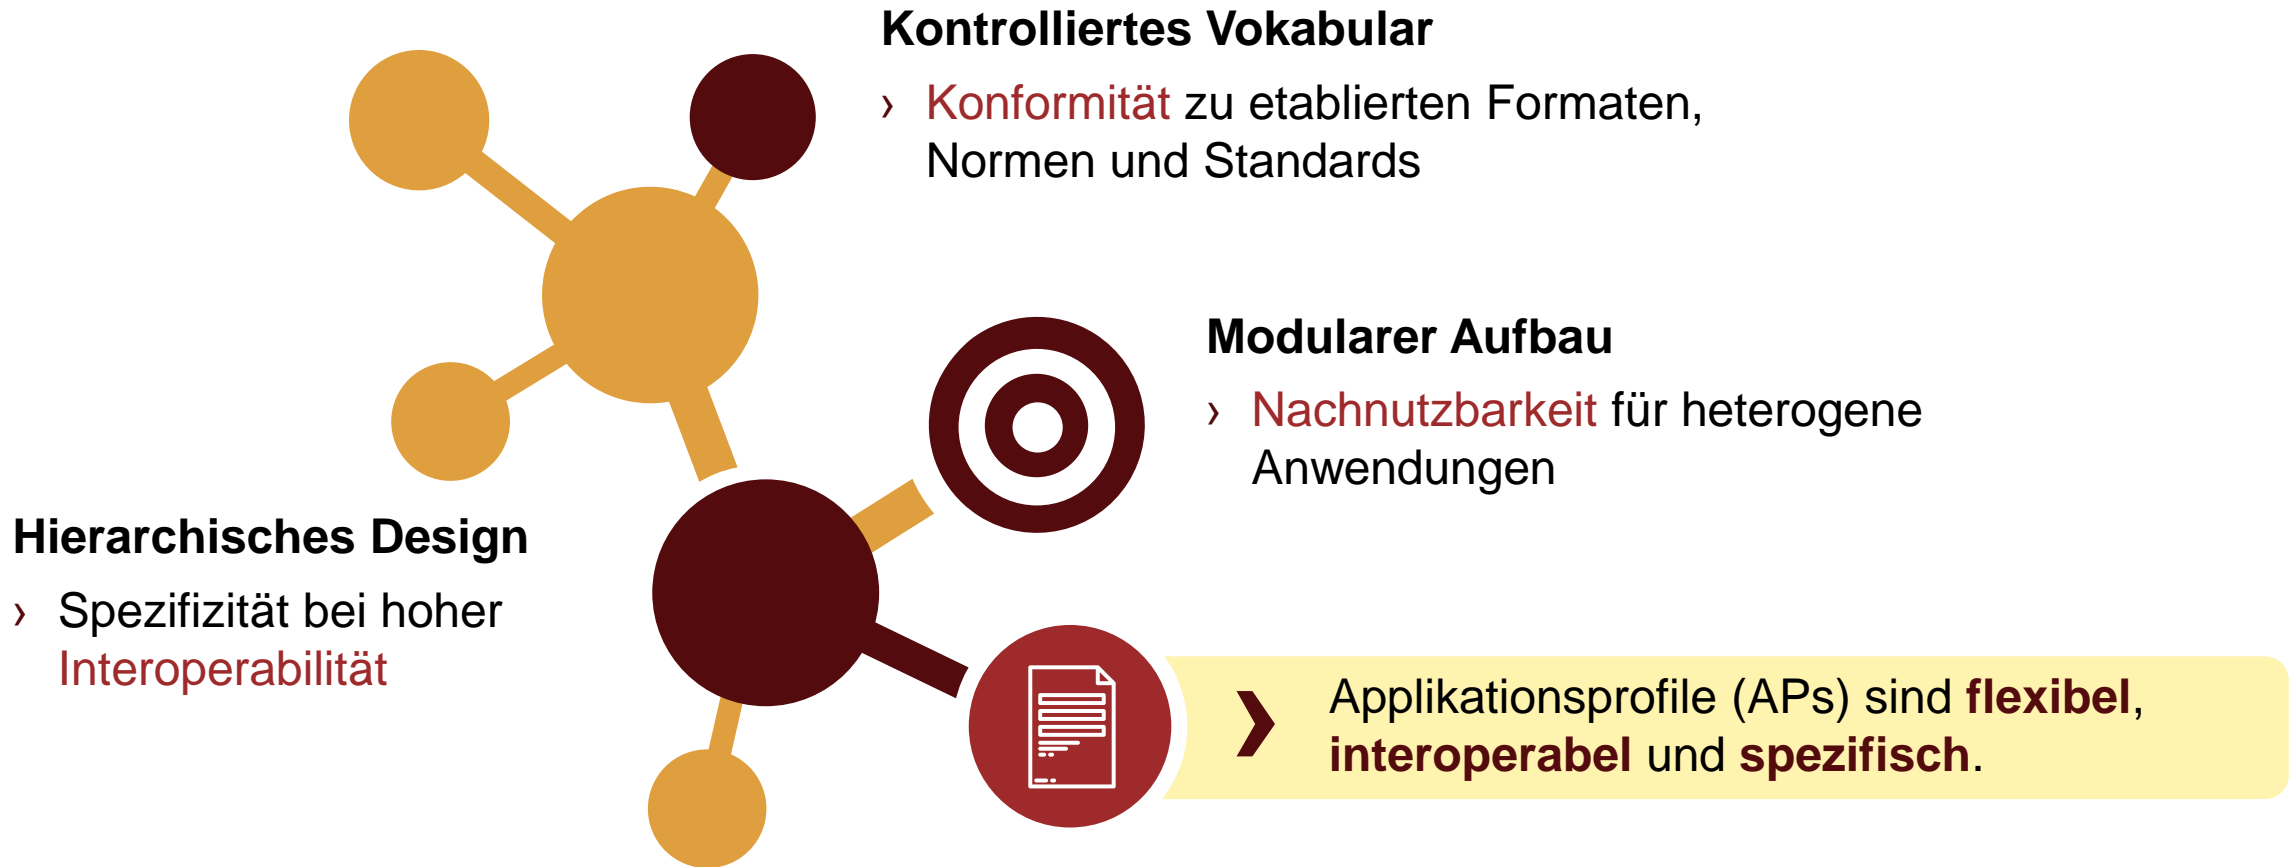 Kontrolliertes Vokabular
› Konformität zu etablierten Formaten,
Normen und Standards
Modularer Aufbau
› Nachnutzbarkeit für heterogene
Anwendungen
Hierarchisches Design
› Spezifizität bei hoher
Interoperabilität
Applikationsprofile (APs) sind flexibel,
interoperabel und spezifisch.